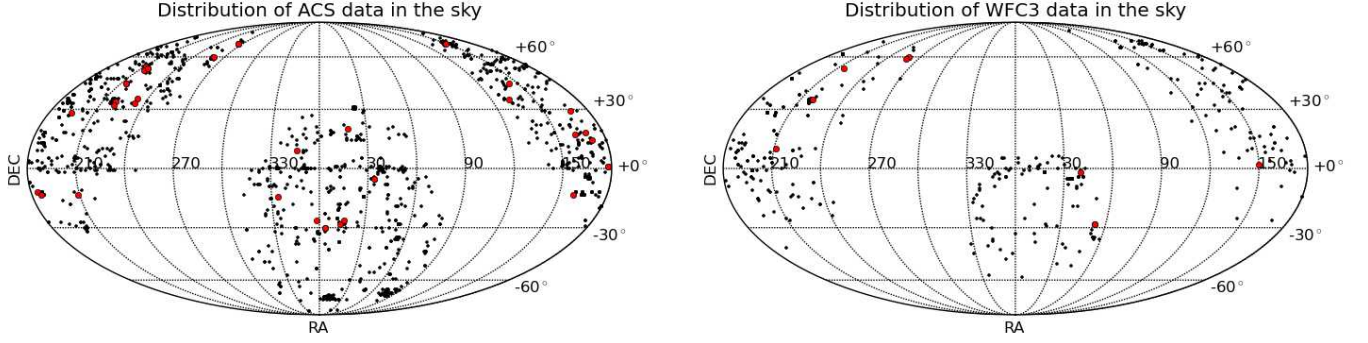 Distribution of ACS data in the sky
+60°
+30°
210 270 330 30 90 150 +0°
DEC
-30°
-60°
RA
Distribution of WFC3 data in the sky
+60°
+30°
210 270 330 30 90 150 +0°
DEC
-30°
-60°
RA